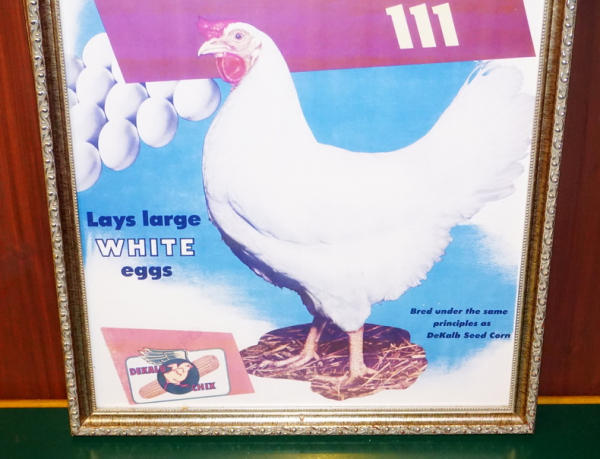 111
Lays large
WHITE
eggs
Bred under the same
principles as
DeKalb Seed Corn
DEKALB
CHIX